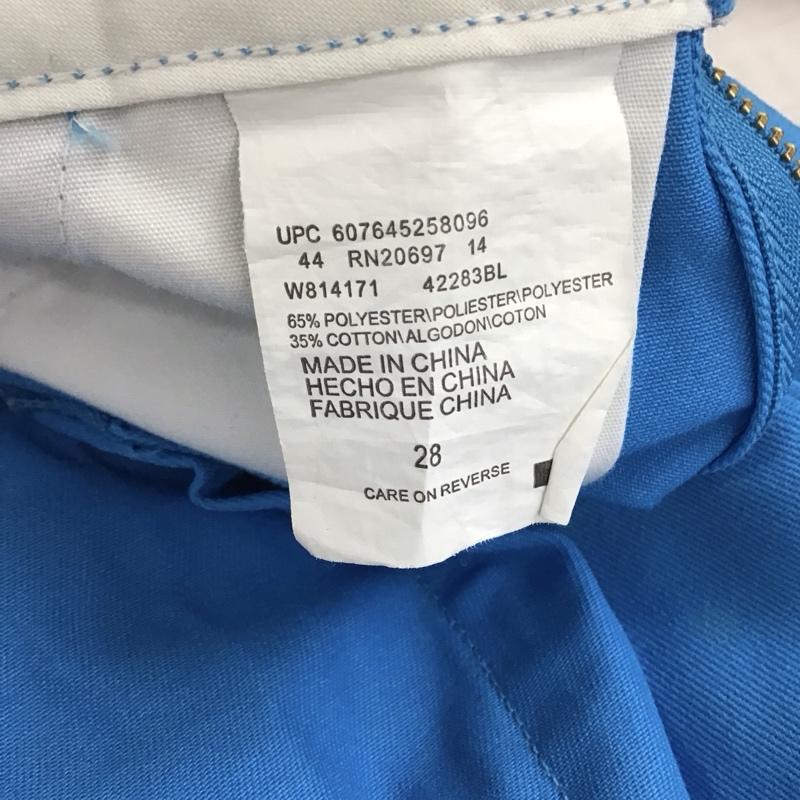 UPC 607645258096
44 RN20697 14
W814171 42283BL
65% POLYESTER\POLIESTER\POLYESTER
35% COTTON\ALGODON\COTON
MADE IN CHINA
HECHO EN CHINA
FABRIQUE CHINA
28
CARE ON REVERSE